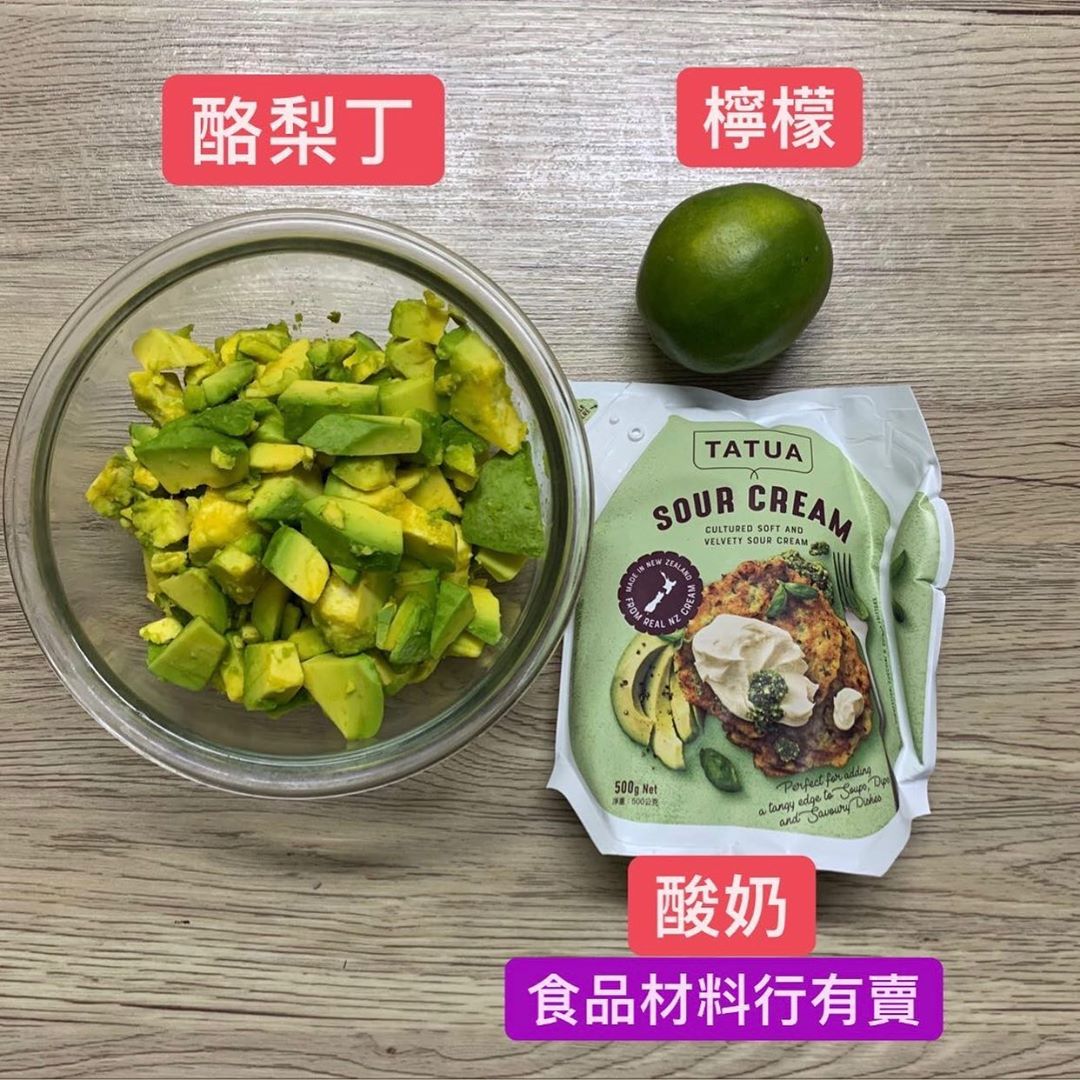 酪梨丁
檸檬
TATUA
SOUR CREAM
CULTURED SOFT AND
VELVETY SOUR CREAM
MADE IN NEW ZEALAND
FROM REAL NZ CREAM
500g Net
淨重:500公克
Perfect for adding
a tangy edge to Soups, Dips
and Savoury Dishes
酸奶
食品材料行有賣